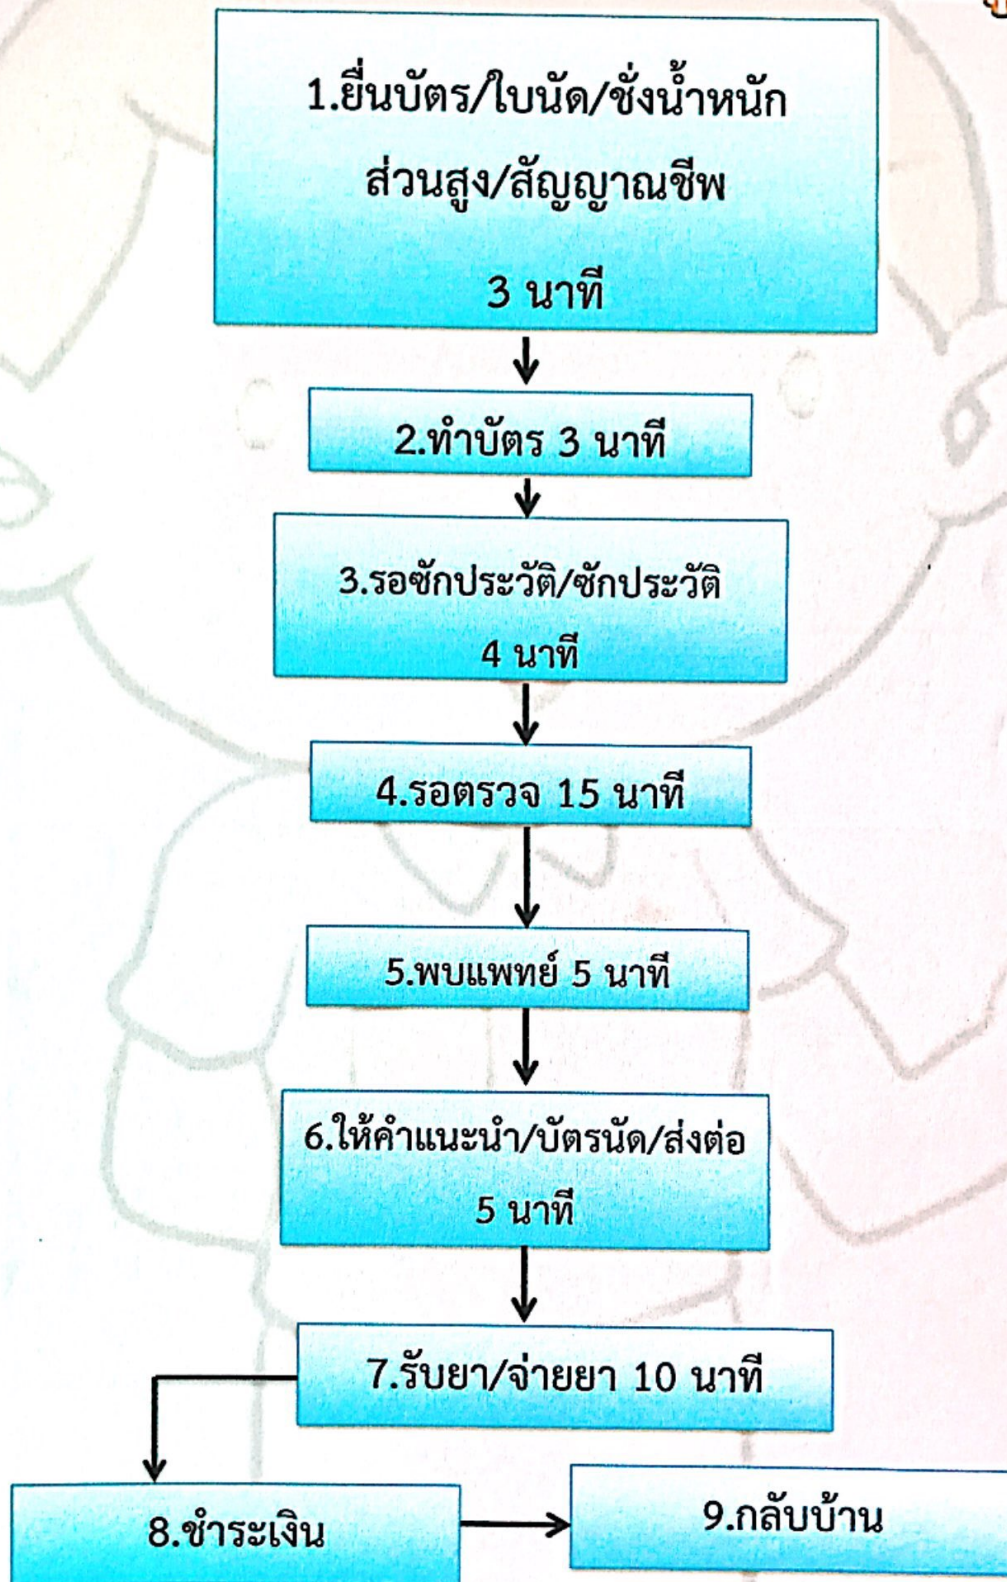 1.ยื่นบัตร/ใบนัด/ชั่งน้ำหนัก
ส่วนสูง/สัญญาณชีพ
3 นาที
2.ทำบัตร 3 นาที
3.รอซักประวัติ/ซักประวัติ
4 นาที
4.รอตรวจ 15 นาที
5.พบแพทย์ 5 นาที
6.ให้คำแนะนำ/บัตรนัด/ส่งต่อ
5 นาที
7.รับยา/จ่ายยา 10 นาที
8.ชำระเงิน
9.กลับบ้าน